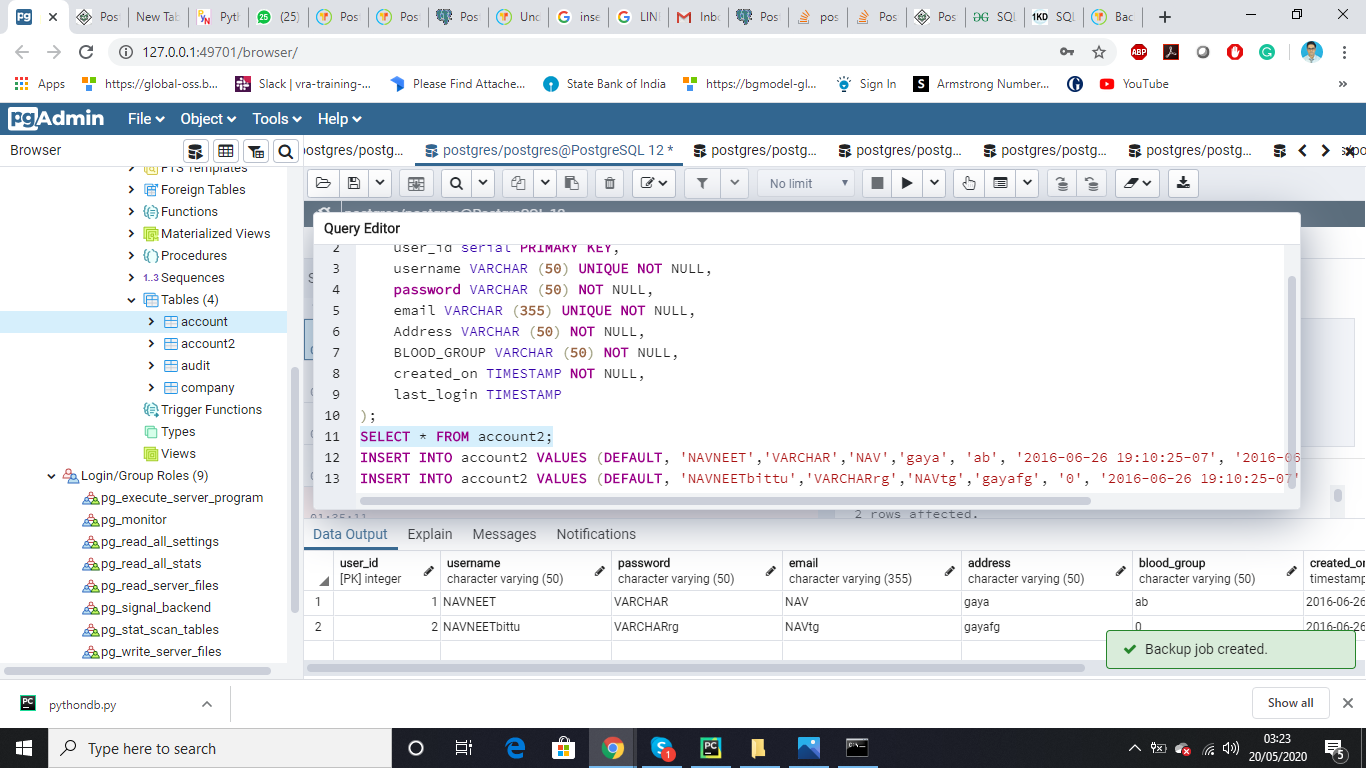 Pos New Tab Pyth (25) Pos Pos Pos Unc inse LIN Inbo Pos pos Pos Pos SQL SQL Bac
127.0.0.1:49701/browser/
Apps https://global-oss.b... Slack | vra-training-... Please Find Attache... State Bank of India https://bgmodel-gl... Sign In Armstrong Number... YouTube »
pgAdmin File Object Tools Help
Browser
ostgres/postg... postgres/postgres@PostgreSQL 12 * postgres/postg... postgres/postg... postgres/postg... postgres/postg...
No limit
postgres/postgres@PostgreSQL 12
FTS Templates
Foreign Tables
Functions
Materialized Views
Procedures
1..3 Sequences
Tables (4)
account
account2
audit
company
Trigger Functions
Types
Views
Login/Group Roles (9)
pg_execute_server_program
pg_monitor
pg_read_all_settings
pg_read_all_stats
pg_read_server_files
pg_signal_backend
pg_stat_scan_tables
pg_write_server_files
Query Editor
2 user_id serial PRIMARY KEY,
3 username VARCHAR (50) UNIQUE NOT NULL,
4 password VARCHAR (50) NOT NULL,
5 email VARCHAR (355) UNIQUE NOT NULL,
6 Address VARCHAR (50) NOT NULL,
7 BLOOD_GROUP VARCHAR (50) NOT NULL,
8 created_on TIMESTAMP NOT NULL,
9 last_login TIMESTAMP
10 );
11 SELECT * FROM account2;
12 INSERT INTO account2 VALUES (DEFAULT, 'NAVNEET','VARCHAR','NAV','gaya', 'ab', '2016-06-26 19:10:25-07', '2016-06
13 INSERT INTO account2 VALUES (DEFAULT, 'NAVNEETbittu','VARCHARrg','NAVtg','gayafg', '0', '2016-06-26 19:10:25-07'
01:35:11
2 rows affected.
Data Output Explain Messages Notifications
user_id username password email address blood_group created_on
[PK] integer character varying (50) character varying (50) character varying (355) character varying (50) character varying (50) timestamp
1 1 NAVNEET VARCHAR NAV gaya ab 2016-06-26
2 2 NAVNEETbittu VARCHARrg NAVtg gayafg 0 2016-06-26
Backup job created.
pythondb.py
Show all
Type here to search
03:23
20/05/2020
1
5